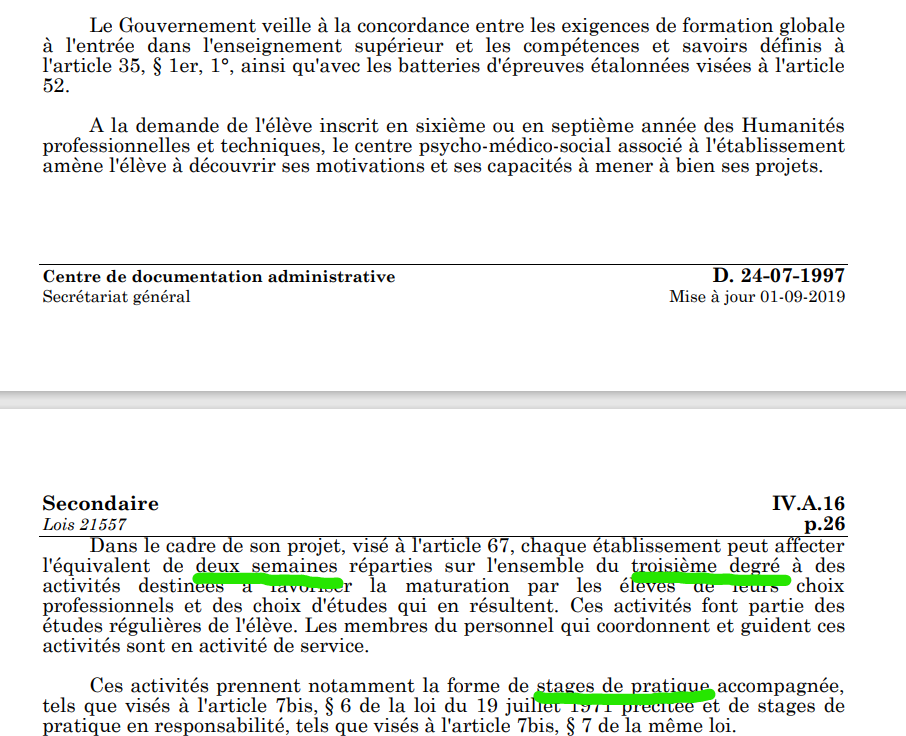 Le Gouvernement veille à la concordance entre les exigences de formation globale
à l'entrée dans l'enseignement supérieur et les compétences et savoirs définis à
l'article 35, § 1er, 1°, ainsi qu'avec les batteries d'épreuves étalonnées visées à l'article
52.
A la demande de l'élève inscrit en sixième ou en septième année des Humanités
professionnelles et techniques, le centre psycho-médico-social associé à l'établissement
amène l'élève à découvrir ses motivations et ses capacités à mener à bien ses projets.
Centre de documentation administrative D. 24-07-1997
Secrétariat général Mise à jour 01-09-2019
Secondaire IV.A.16
Lois 21557 p.26
Dans le cadre de son projet, visé à l'article 67, chaque établissement peut affecter
l'équivalent de deux semaines réparties sur l'ensemble du troisième degré à des
activités destinées à favoriser la maturation par les élèves de leurs choix
professionnels et des choix d'études qui en résultent. Ces activités font partie des
études régulières de l'élève. Les membres du personnel qui coordonnent et guident ces
activités sont en activité de service.
Ces activités prennent notamment la forme de stages de pratique accompagnée,
tels que visés à l'article 7bis, § 6 de la loi du 19 juillet 1971 précitée et de stages de
pratique en responsabilité, tels que visés à l'article 7bis, § 7 de la même loi.